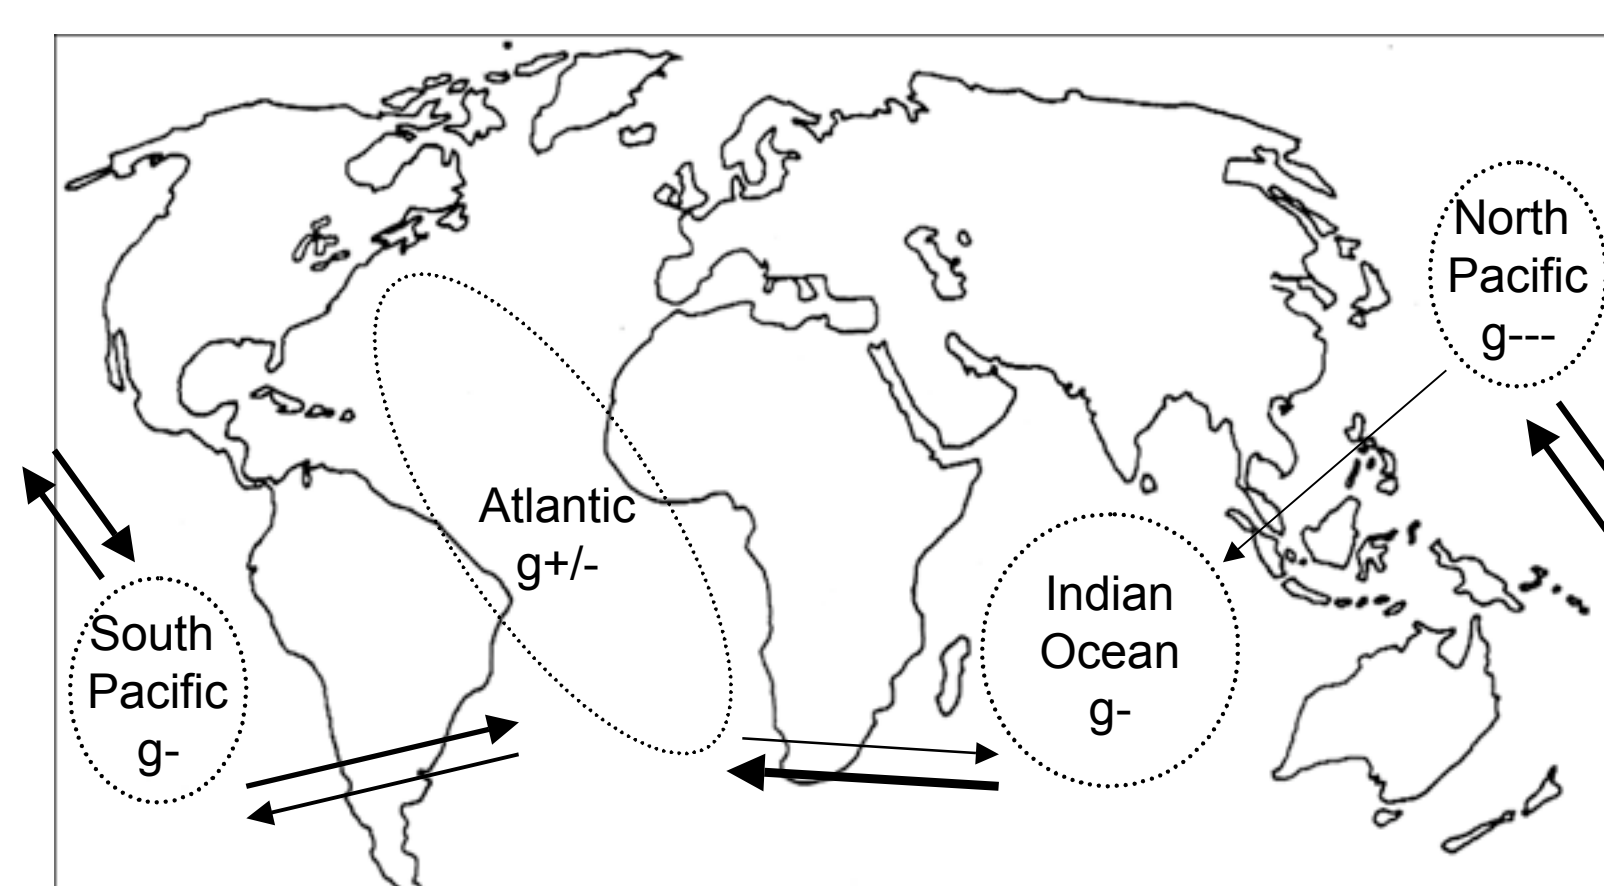 North
Pacific
g---
Atlantic
g+/-
Indian
Ocean
g-
South
Pacific
g-